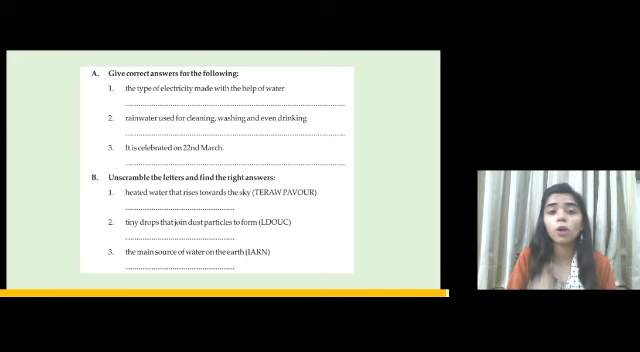 A. Give correct answers for the following:
1. the type of electricity made with the help of water
2. rainwater used for cleaning, washing and even drinking
3. It is celebrated on 22nd March.
B. Unscramble the letters and find the right answers:
1. heated water that rises towards the sky (TERAW PAVOUR)
2. tiny drops that join dust particles to form (LDOUC)
3. the main source of water on the earth (IARN)